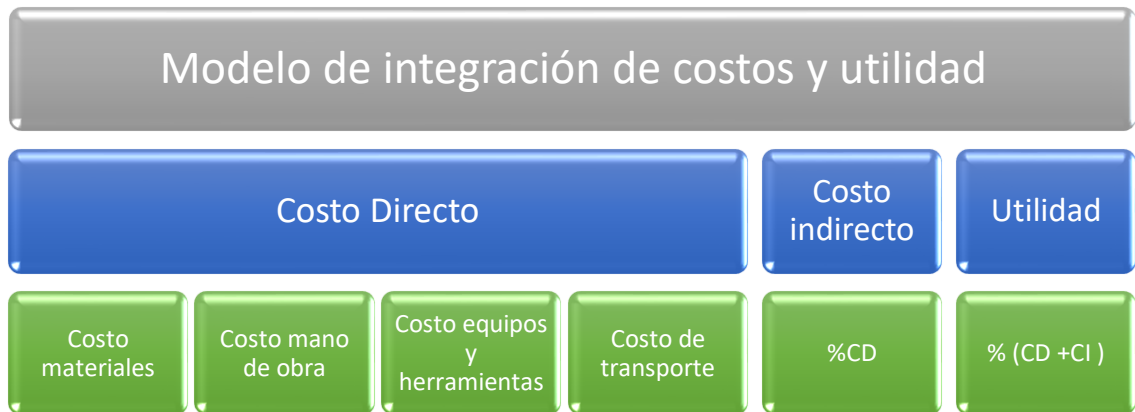 Modelo de integración de costos y utilidad
Costo Directo
Costo
indirecto
Utilidad
Costo
materiales
Costo mano
de obra
Costo equipos
y
herramientas
Costo de
transporte
%CD
% (CD +CI )